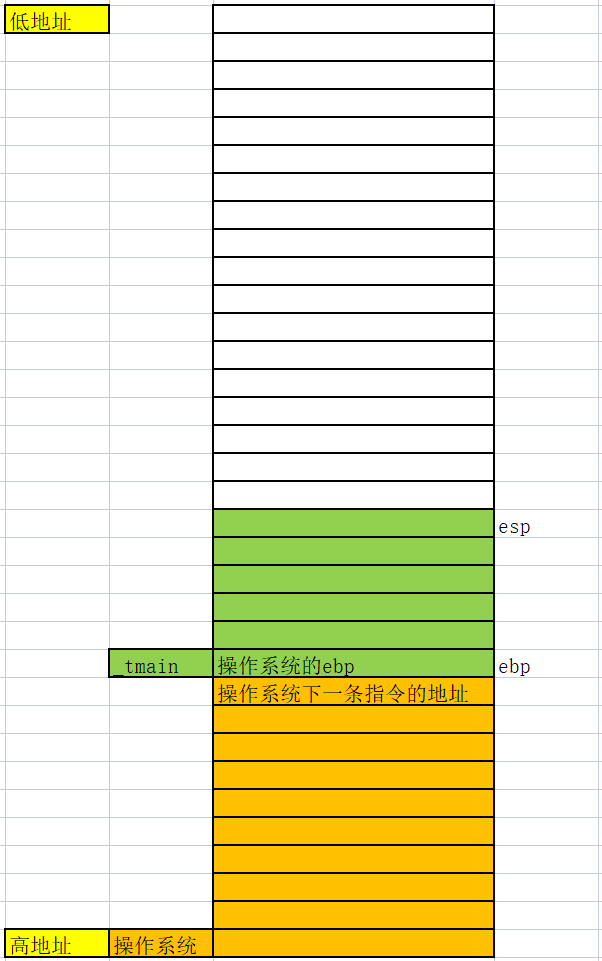 低地址
esp
_tmain 操作系统的ebp ebp
操作系统下一条指令的地址
高地址 操作系统